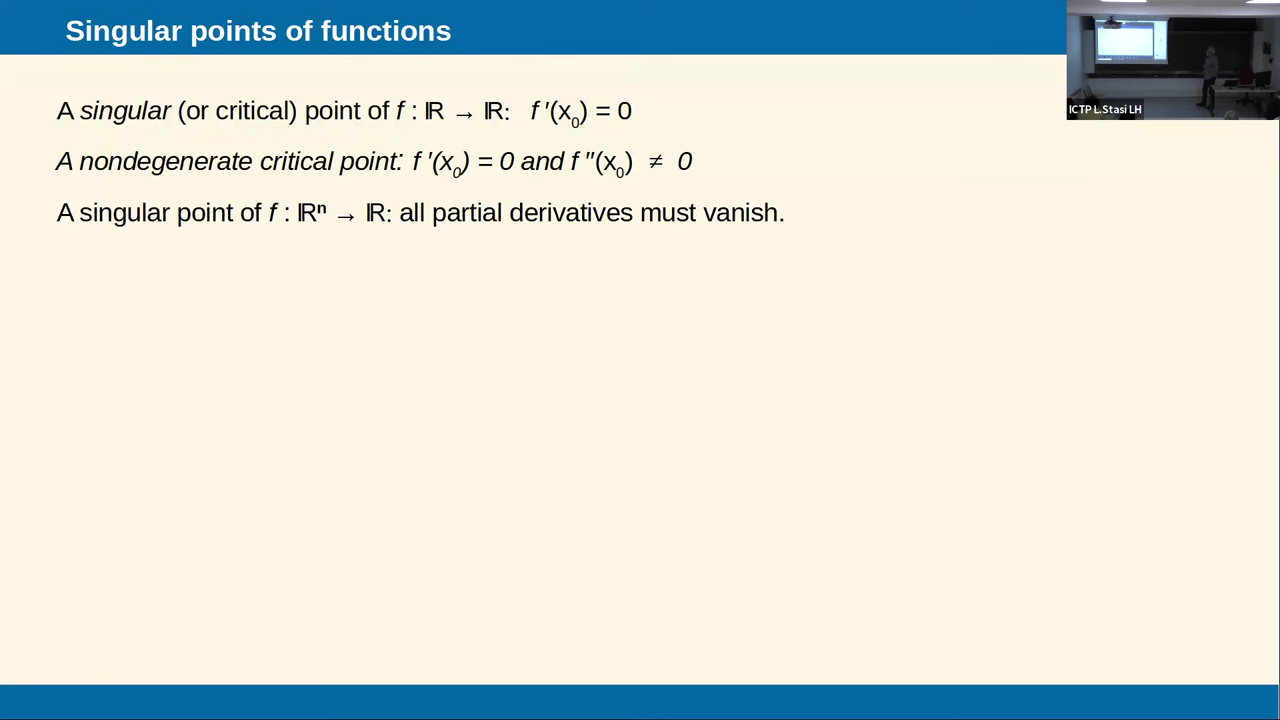 Singular points of functions
ICTP L.Stasi LH
A singular (or critical) point of f : ℝ → ℝ: f ′(x₀) = 0
A nondegenerate critical point: f ′(x₀) = 0 and f ″(x₀) ≠ 0
A singular point of f : ℝⁿ → ℝ: all partial derivatives must vanish.